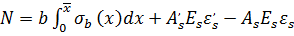 N = b∫₀^x̄ σ_b (x)dx + A'_s E_s ε'_s − A_s E_s ε_s